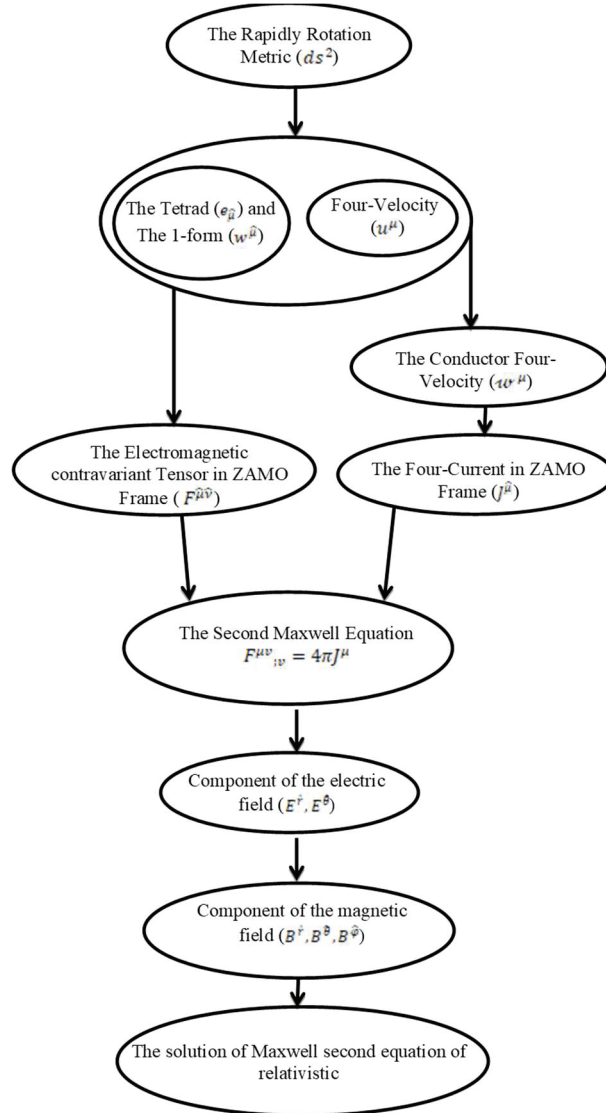 The Rapidly Rotation
Metric (ds²)
The Tetrad (e_μ̂) and
The 1-form (w^μ̂)
Four-Velocity
(u^μ)
The Conductor Four-
Velocity (w^μ)
The Electromagnetic
contravariant Tensor in ZAMO
Frame ( F^μ̂ν̂)
The Four-Current in ZAMO
Frame (J^μ̂)
The Second Maxwell Equation
F^μν_;ν = 4πJ^μ
Component of the electric
field (E^r̂, E^θ̂)
Component of the magnetic
field (B^r̂, B^θ̂, B^φ̂)
The solution of Maxwell second equation of
relativistic